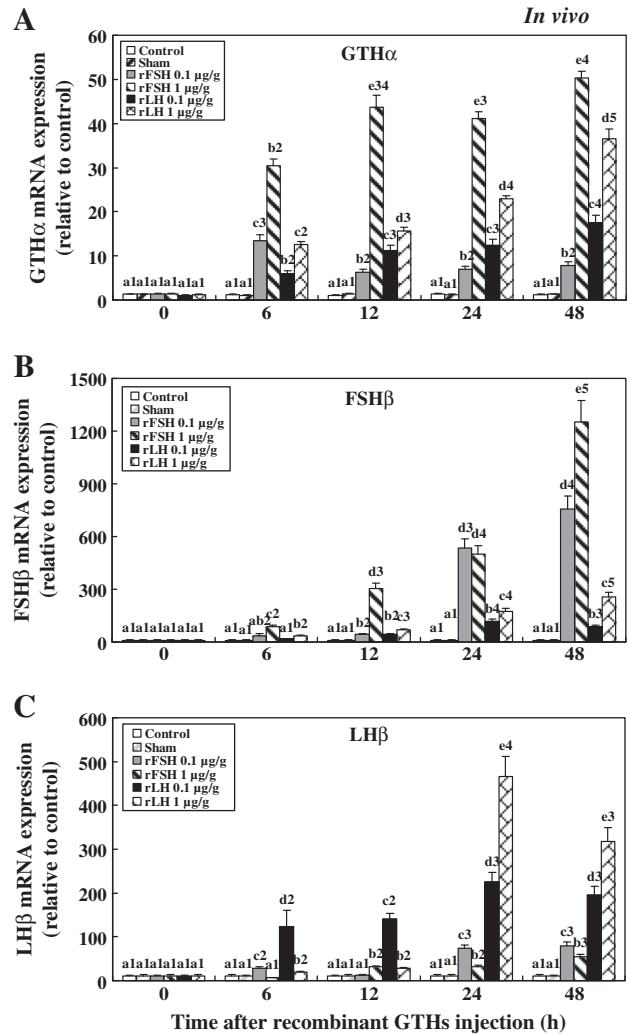 A
In vivo
GTHα
Control
Sham
rFSH 0.1 µg/g
rFSH 1 µg/g
rLH 0.1 µg/g
rLH 1 µg/g
GTHα mRNA expression
(relative to control)
60
50
40
30
20
10
0
a1a1a1a1a1a1
a1a1 c3 b2 b2 c2
a1a1 b2 e34 c3 d3
a1a1 b2 e3 b2 d4
a1a1 b2 e4 c4 d5
0 6 12 24 48
B
FSHβ
Control
Sham
rFSH 0.1 µg/g
rFSH 1 µg/g
rLH 0.1 µg/g
rLH 1 µg/g
FSHβ mRNA expression
(relative to control)
1500
1200
900
600
300
0
a1a1a1a1a1a1
a1a1 ab2 c2 a1b2
a1a1 b2 d3 b2 c3
a1 a1 d3 d4 b4 c4
a1a1 d4 e5 b3 c5
0 6 12 24 48
C
LHβ
Control
Sham
rFSH 0.1 µg/g
rFSH 1 µg/g
rLH 0.1 µg/g
rLH 1 µg/g
LHβ mRNA expression
(relative to control)
600
500
400
300
200
100
0
a1a1a1a1a1a1
a1a1 c2 a1 d2 b2
a1a1a1 b2 c2 b2
a1 a1 c3 b2 d3 e4
a1a1 c3 b3 d3 e3
0 6 12 24 48
Time after recombinant GTHs injection (h)